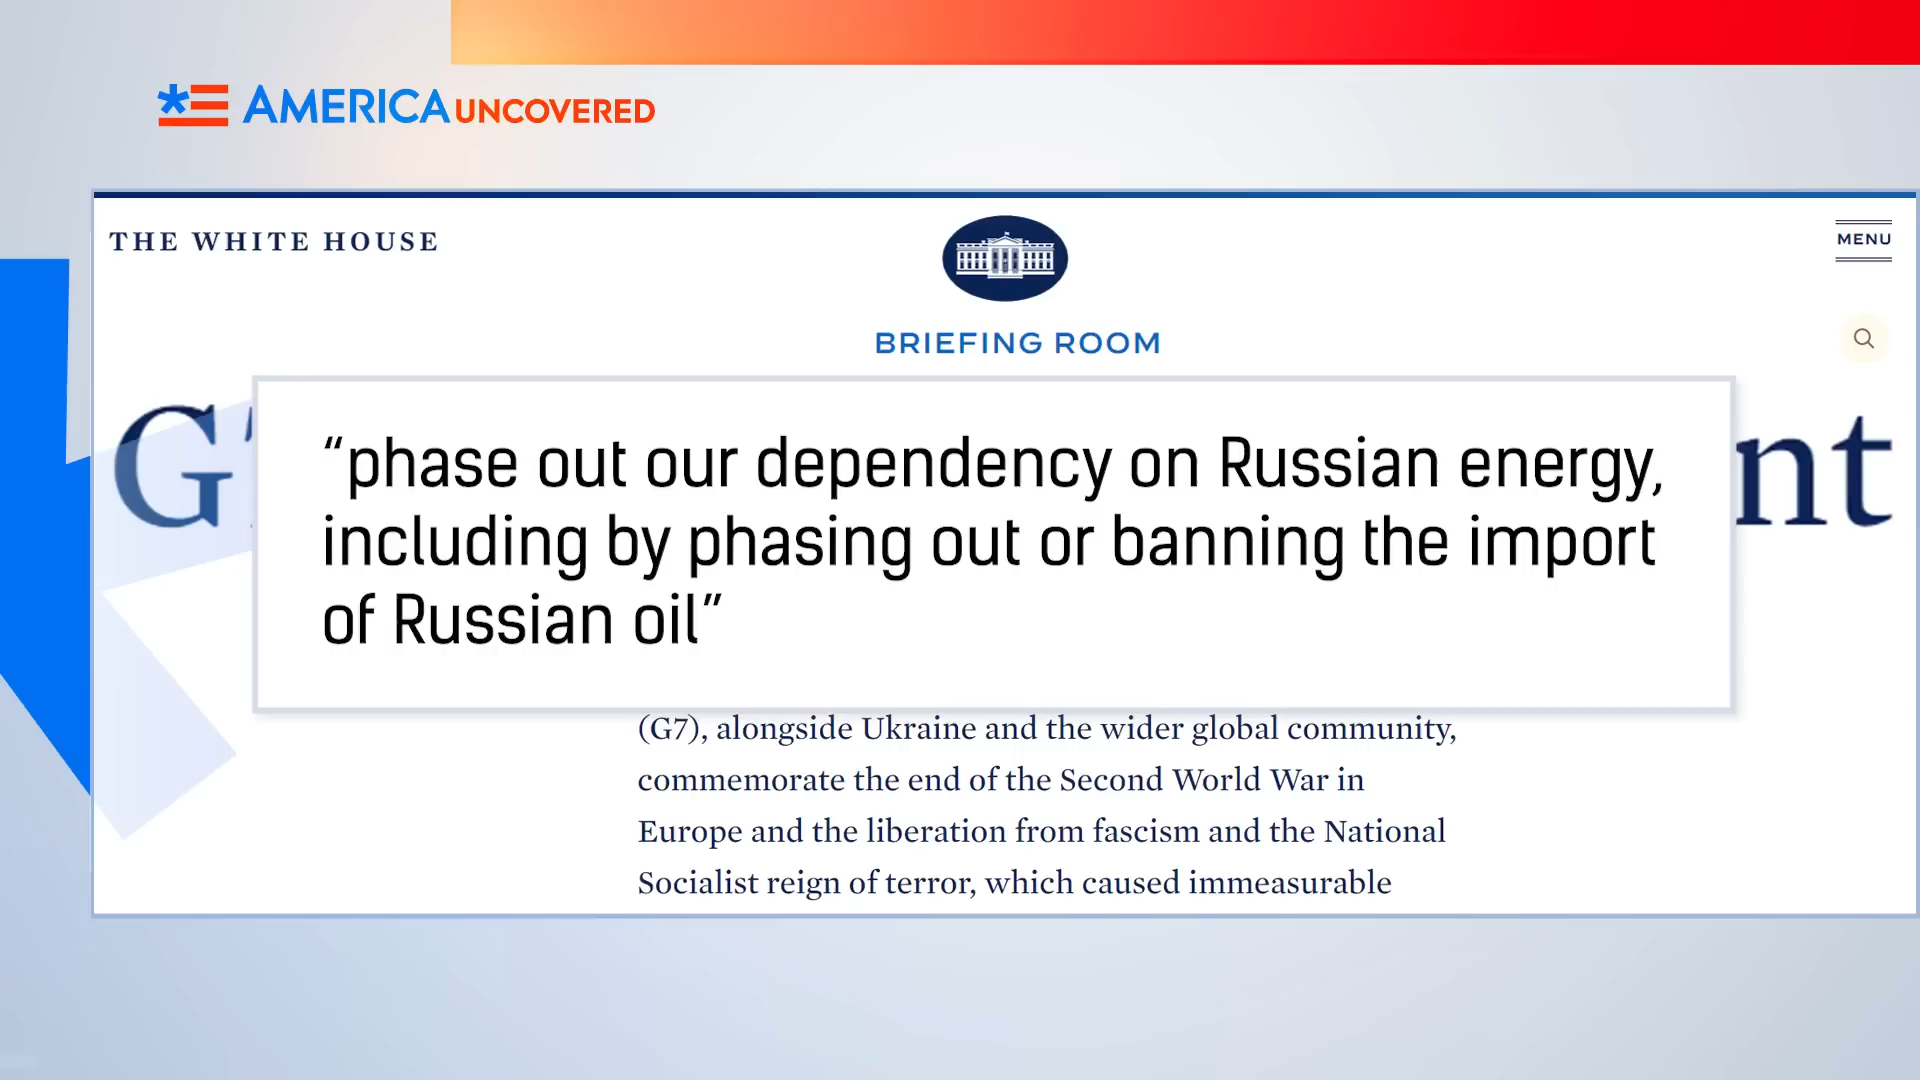 AMERICA UNCOVERED
THE WHITE HOUSE
MENU
BRIEFING ROOM
“phase out our dependency on Russian energy,
including by phasing out or banning the import
of Russian oil”
(G7), alongside Ukraine and the wider global community,
commemorate the end of the Second World War in
Europe and the liberation from fascism and the National
Socialist reign of terror, which caused immeasurable